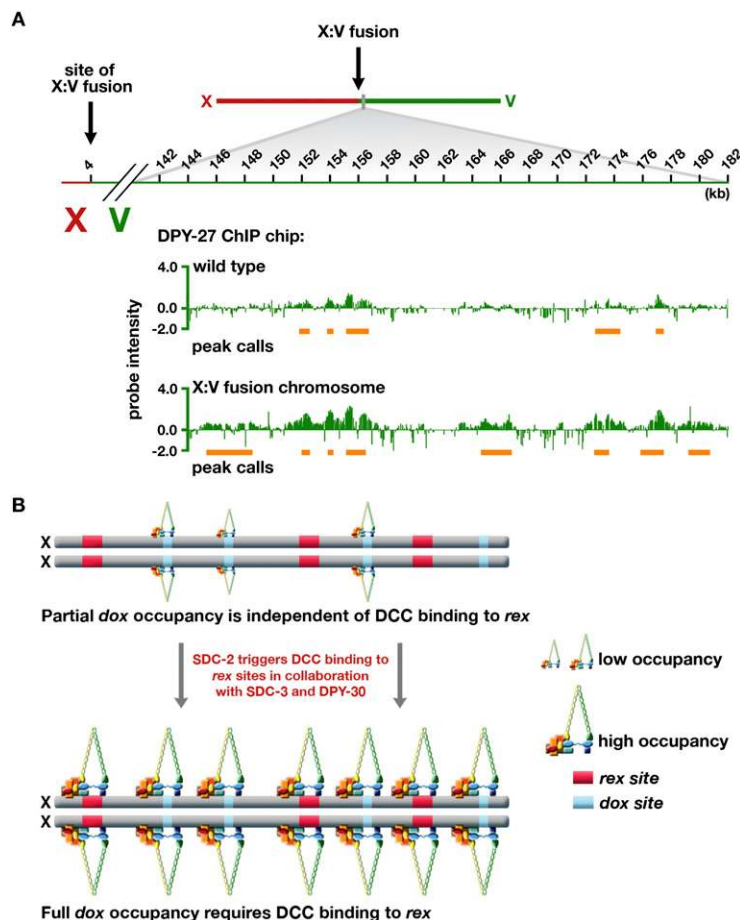 A
X:V fusion
site of
X:V fusion
X V
4 142 144 146 148 150 152 154 156 158 160 162 164 166 168 170 172 174 176 178 180 182
(kb)
X V
DPY-27 ChIP chip:
wild type
4.0
0.0
-2.0
peak calls
probe intensity
X:V fusion chromosome
4.0
0.0
-2.0
peak calls
B
X
X
Partial dox occupancy is independent of DCC binding to rex
SDC-2 triggers DCC binding to
rex sites in collaboration
with SDC-3 and DPY-30
low occupancy
high occupancy
rex site
dox site
X
X
Full dox occupancy requires DCC binding to rex